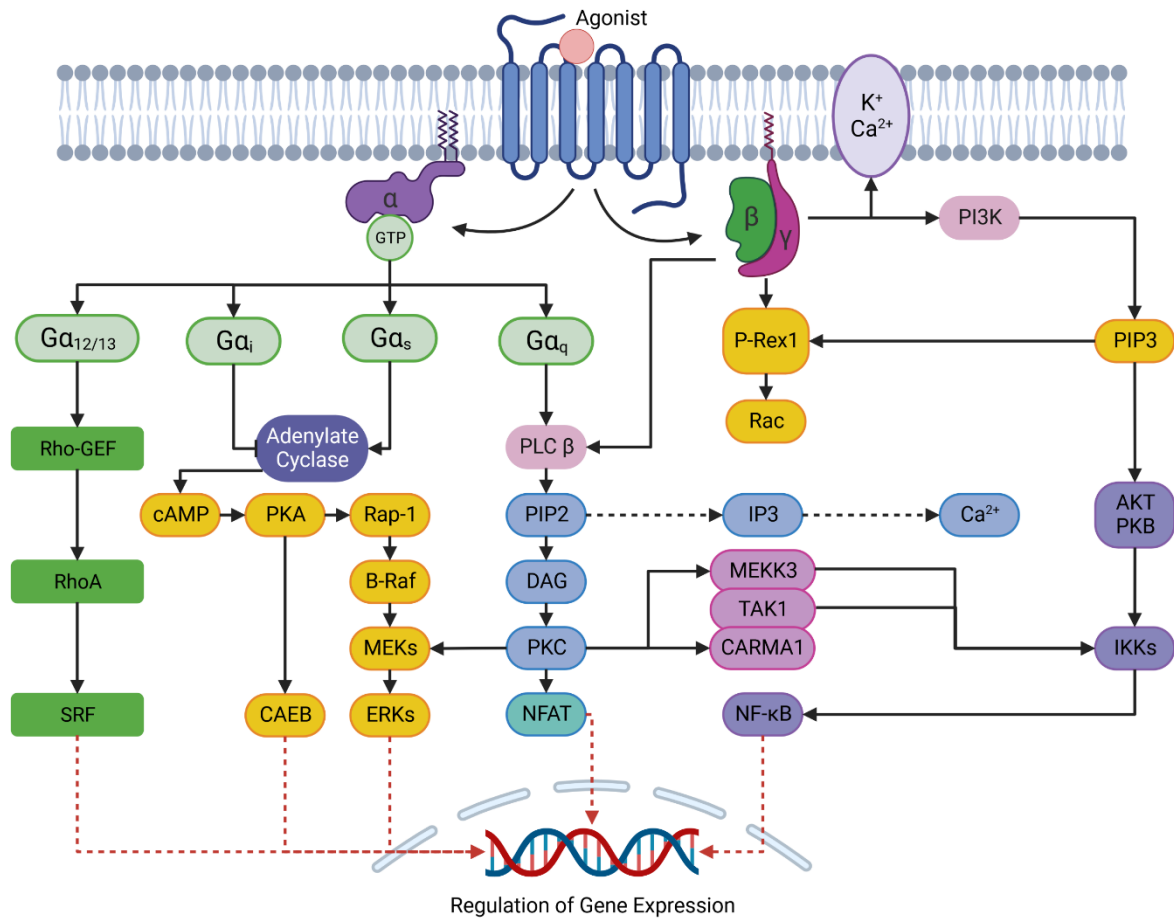 Agonist
K⁺
Ca²⁺
α
GTP
β
γ
PI3K
Gα₁₂/₁₃
Gαᵢ
Gαₛ
Gα_q
P-Rex1
PIP3
Rho-GEF
Adenylate
Cyclase
PLC β
Rac
cAMP
PKA
Rap-1
PIP2
IP3
Ca²⁺
AKT
PKB
RhoA
B-Raf
DAG
MEKK3
TAK1
MEKs
PKC
CARMA1
IKKs
SRF
CAEB
ERKs
NFAT
NF-κB
Regulation of Gene Expression